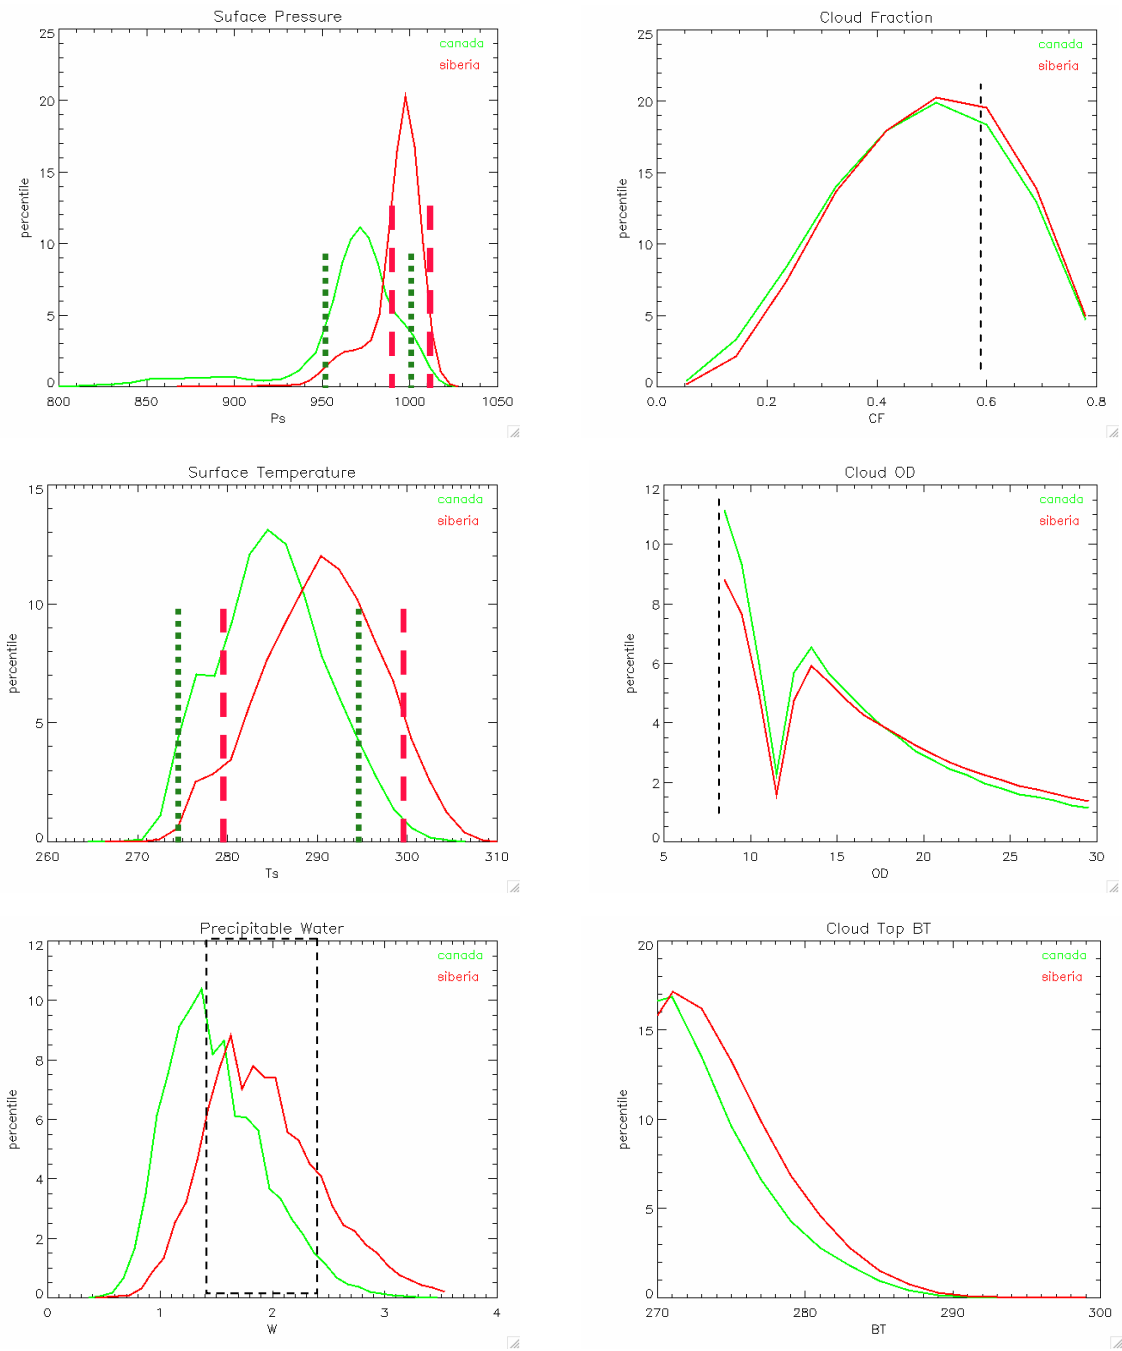 Suface Pressure
25
20
15
10
5
0
percentile
canada
siberia
800 850 900 950 1000 1050
Ps
Cloud Fraction
25
20
15
10
5
0
percentile
canada
siberia
0.0 0.2 0.4 0.6 0.8
CF
Surface Temperature
15
10
5
0
percentile
canada
siberia
260 270 280 290 300 310
Ts
Cloud OD
12
10
8
6
4
2
0
percentile
canada
siberia
5 10 15 20 25 30
OD
Precipitable Water
12
10
8
6
4
2
0
percentile
canada
siberia
0 1 2 3 4
W
Cloud Top BT
20
15
10
5
0
percentile
canada
siberia
270 280 290 300
BT